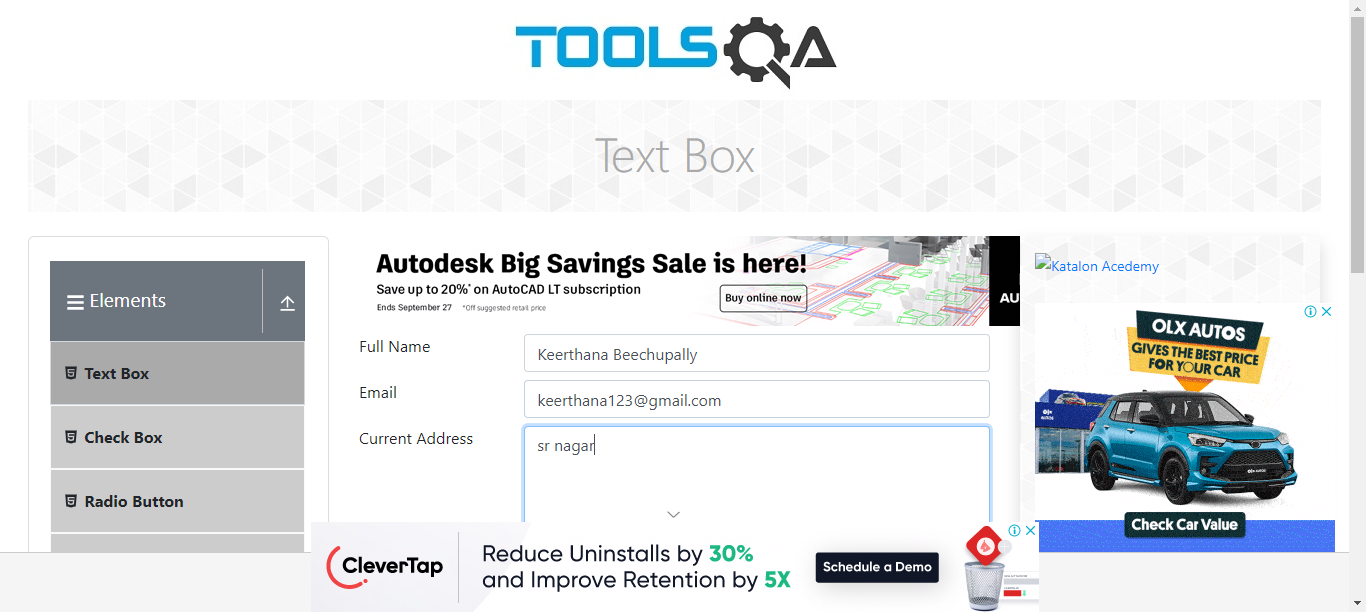 TOOLSQA
Text Box
Elements
Text Box
Check Box
Radio Button
Autodesk Big Savings Sale is here!
Save up to 20%* on AutoCAD LT subscription
Ends September 27 *Off suggested retail price
Buy online now
AU
Full Name
Keerthana Beechupally
Email
keerthana123@gmail.com
Current Address
sr nagar
Katalon Acedemy
OLX AUTOS
GIVES THE BEST PRICE
FOR YOUR CAR
Check Car Value
CleverTap
Reduce Uninstalls by 30%
and Improve Retention by 5X
Schedule a Demo